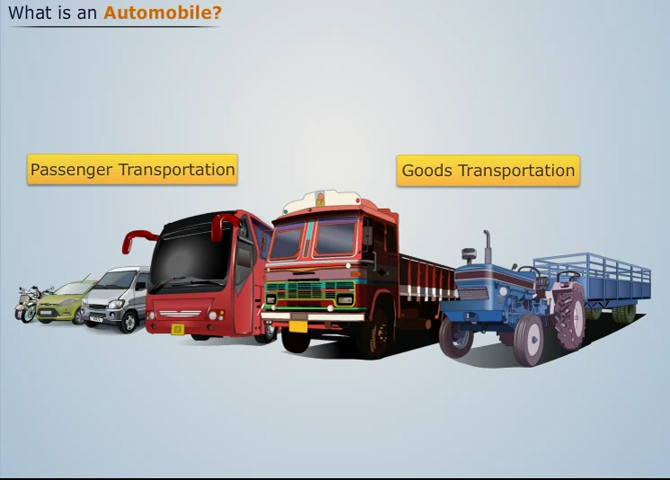 What is an Automobile?
Passenger Transportation
Goods Transportation